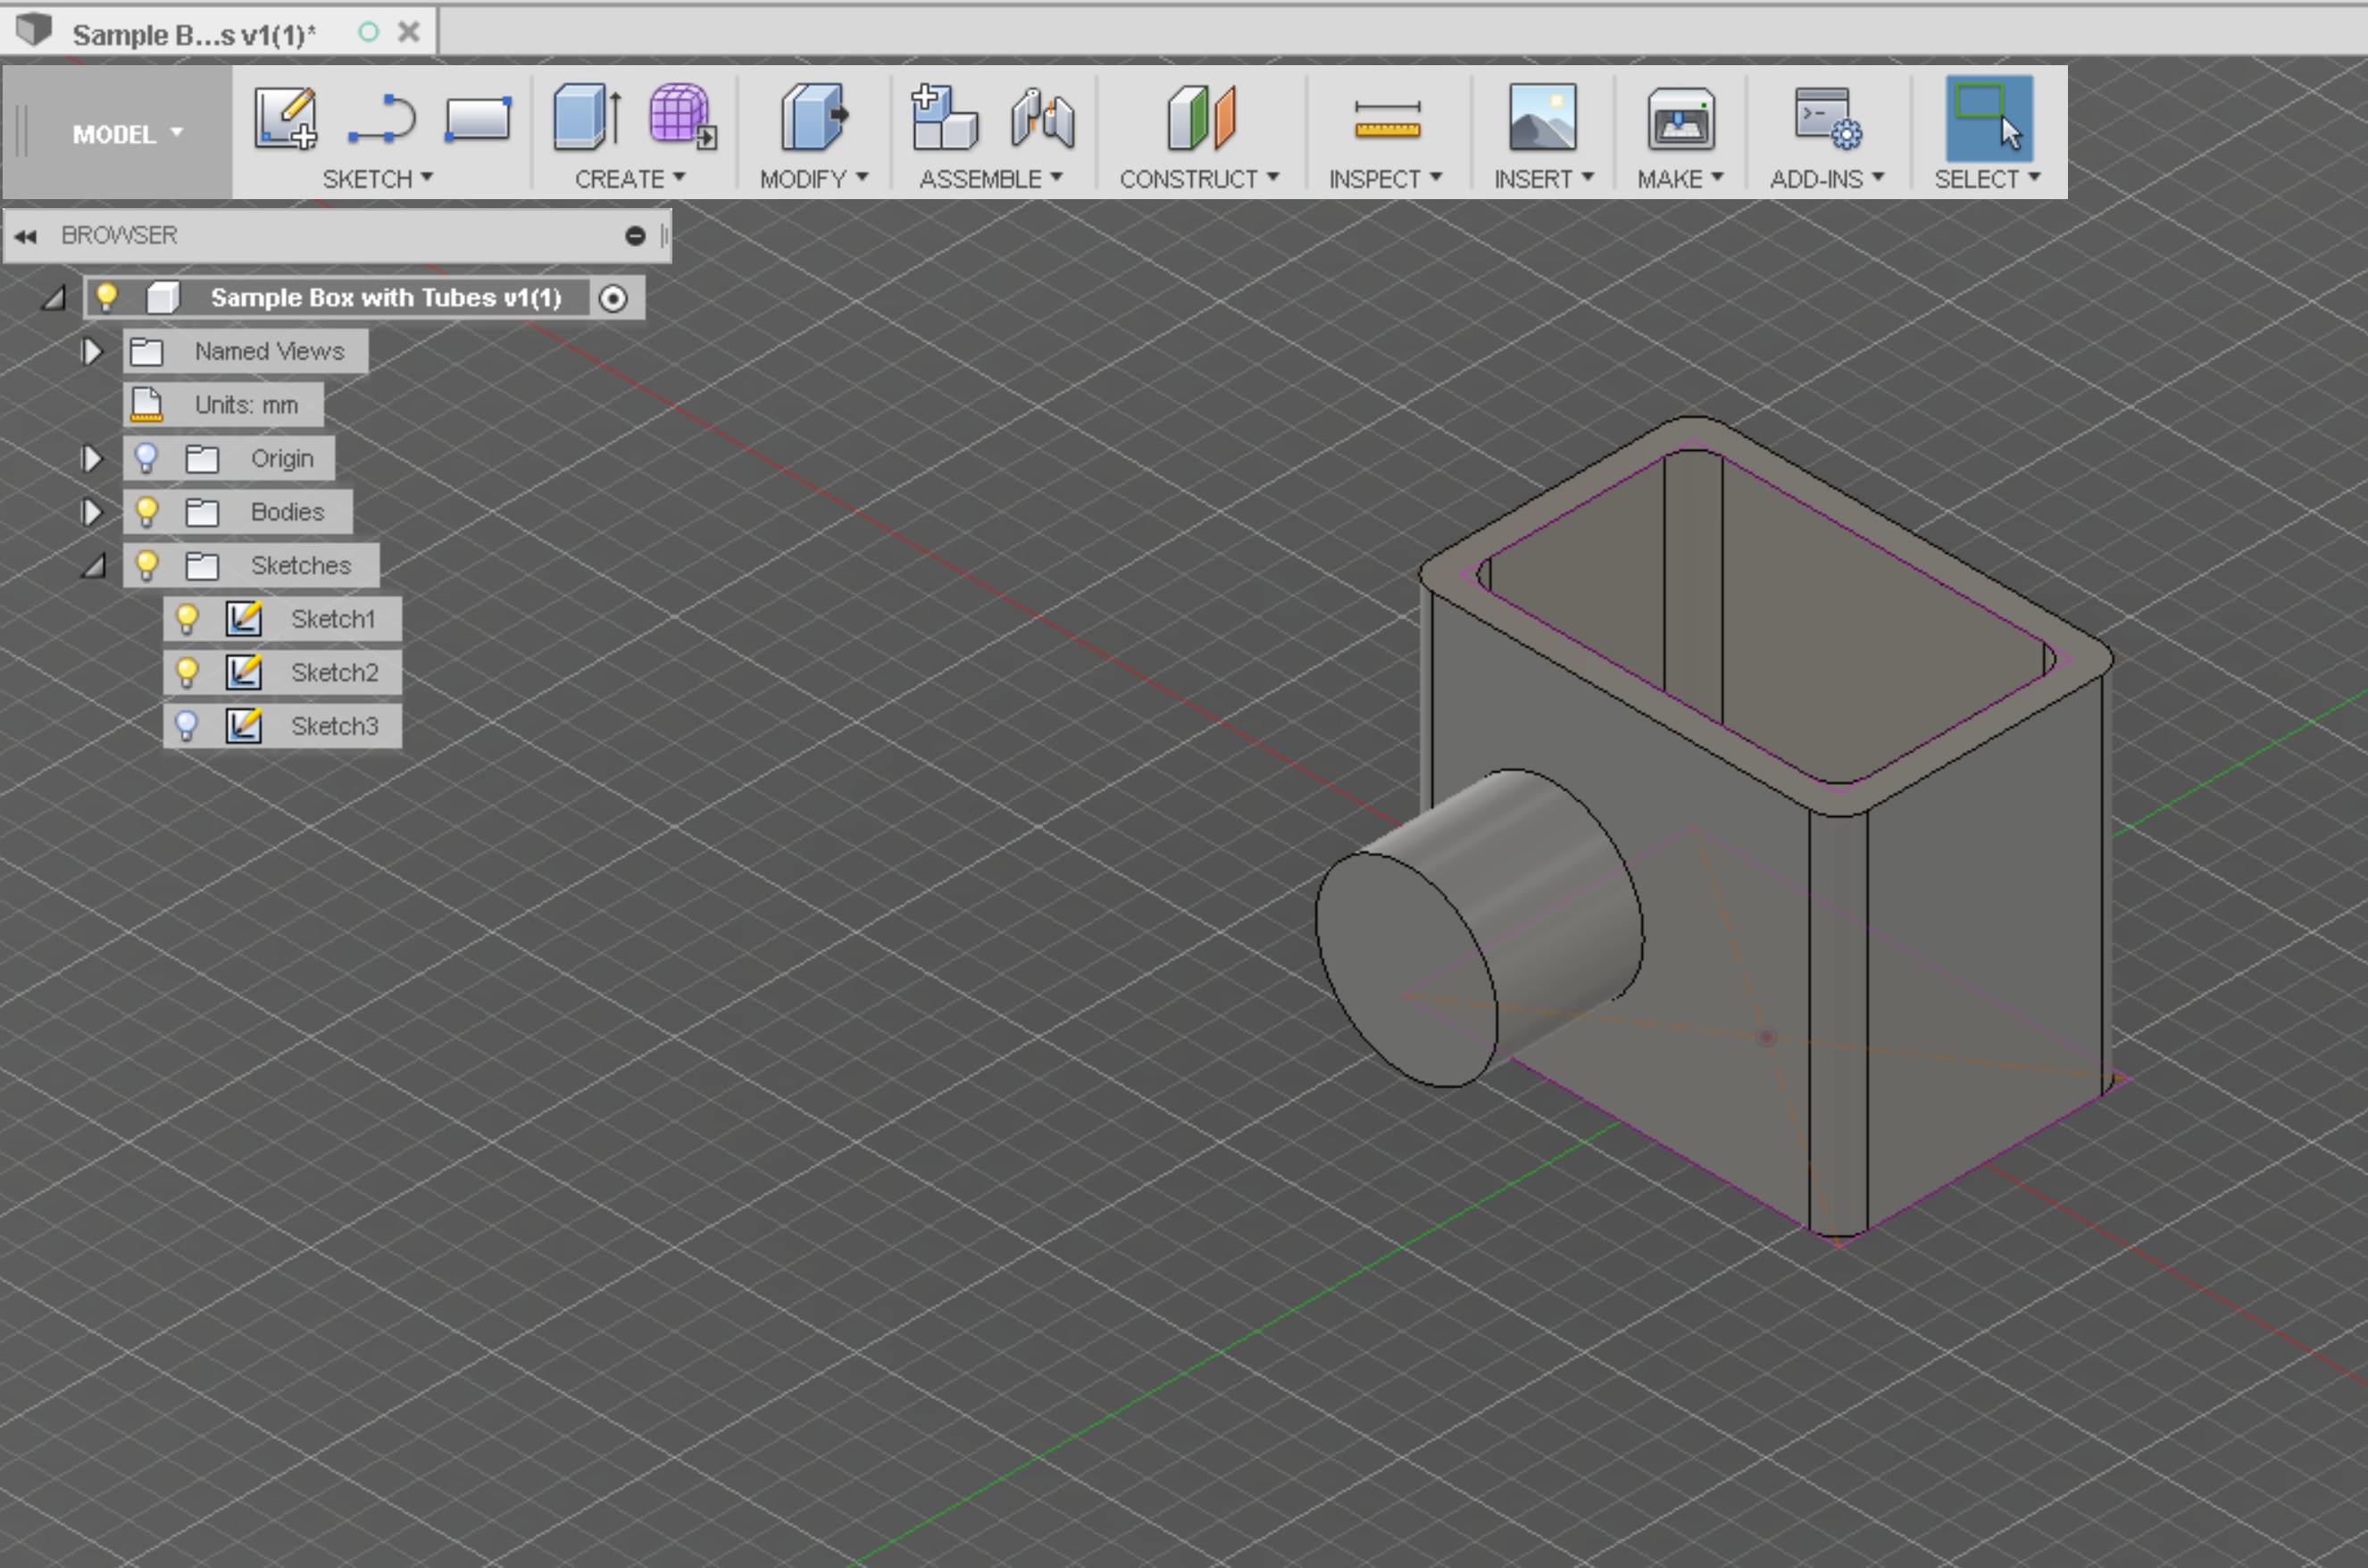 Sample B...s v1(1)*
MODEL
SKETCH CREATE MODIFY ASSEMBLE CONSTRUCT INSPECT INSERT MAKE ADD-INS SELECT
BROWSER
Sample Box with Tubes v1(1)
Named Views
Units: mm
Origin
Bodies
Sketches
Sketch1
Sketch2
Sketch3